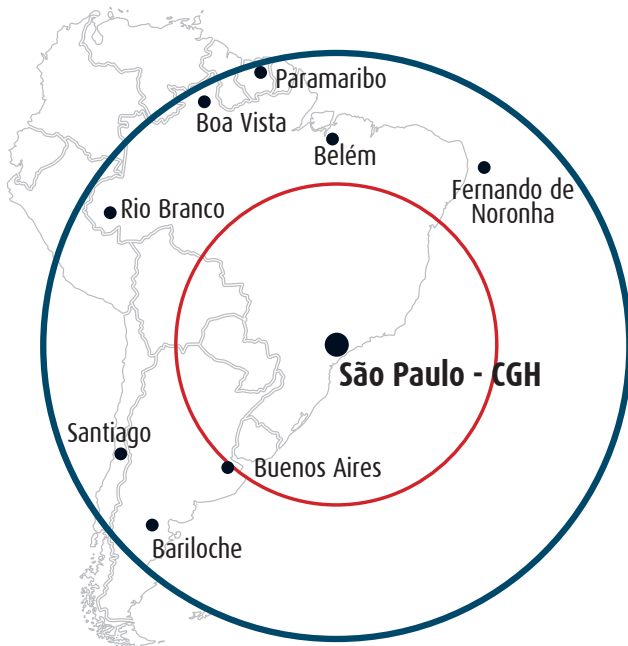 Paramaribo
Boa Vista
Belém
Fernando de
Noronha
Rio Branco
São Paulo - CGH
Santiago
Buenos Aires
Bariloche